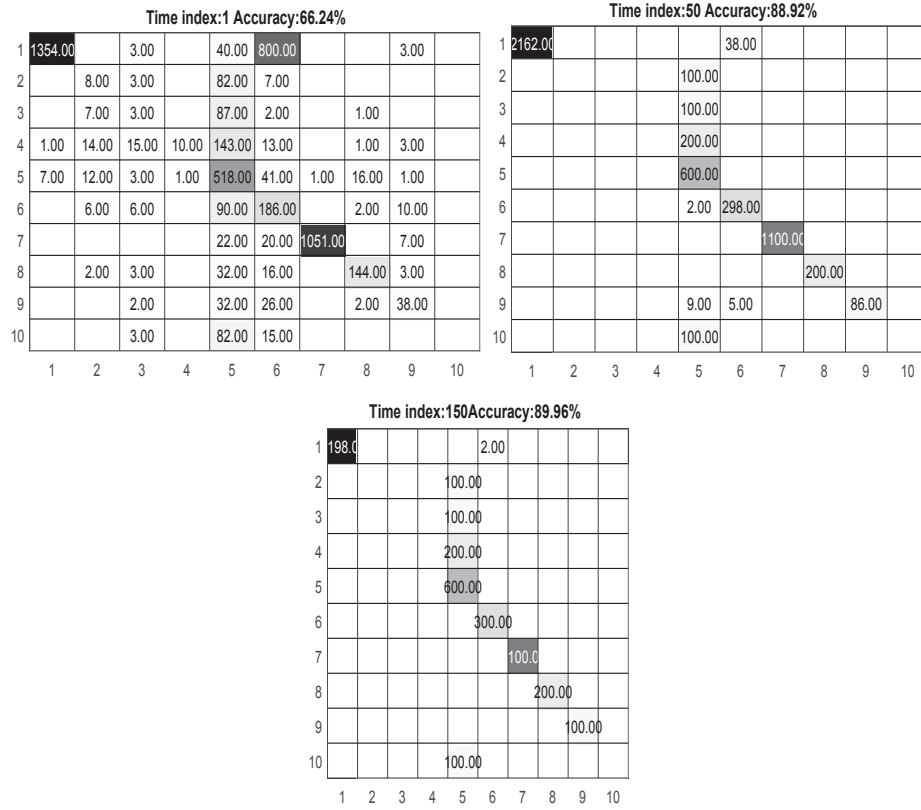 Time index:1 Accuracy:66.24%
1 1354.00 3.00 40.00 800.00 3.00
2 8.00 3.00 82.00 7.00
3 7.00 3.00 87.00 2.00 1.00
4 1.00 14.00 15.00 10.00 143.00 13.00 1.00 3.00
5 7.00 12.00 3.00 1.00 518.00 41.00 1.00 16.00 1.00
6 6.00 6.00 90.00 186.00 2.00 10.00
7 22.00 20.00 1051.00 7.00
8 2.00 3.00 32.00 16.00 144.00 3.00
9 2.00 32.00 26.00 2.00 38.00
10 3.00 82.00 15.00
1 2 3 4 5 6 7 8 9 10
Time index:50 Accuracy:88.92%
1 2162.00 38.00
2 100.00
3 100.00
4 200.00
5 600.00
6 2.00 298.00
7 1100.00
8 200.00
9 9.00 5.00 86.00
10 100.00
1 2 3 4 5 6 7 8 9 10
Time index:150Accuracy:89.96%
1 198.0 2.00
2 100.00
3 100.00
4 200.00
5 600.00
6 300.00
7 100.0
8 200.00
9 100.00
10 100.00
1 2 3 4 5 6 7 8 9 10